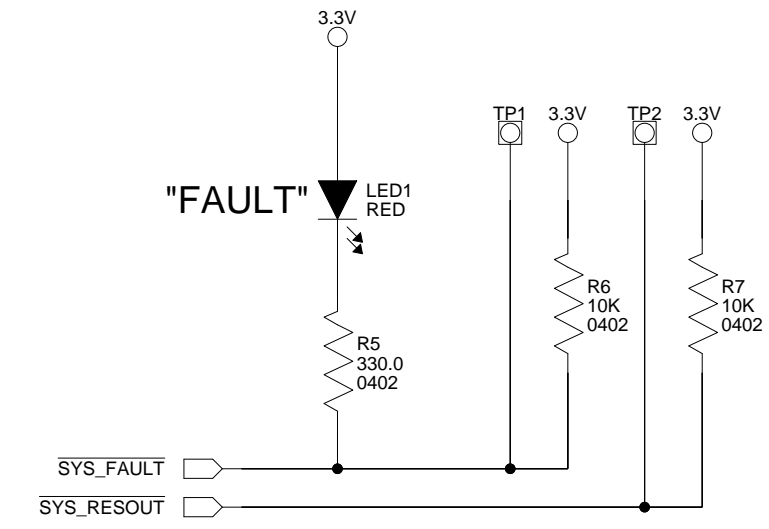 3.3V
TP1
3.3V
TP2
3.3V
"FAULT"
LED1
RED
R6
10K
0402
R7
10K
0402
R5
330.0
0402
SYS_FAULT
SYS_RESOUT